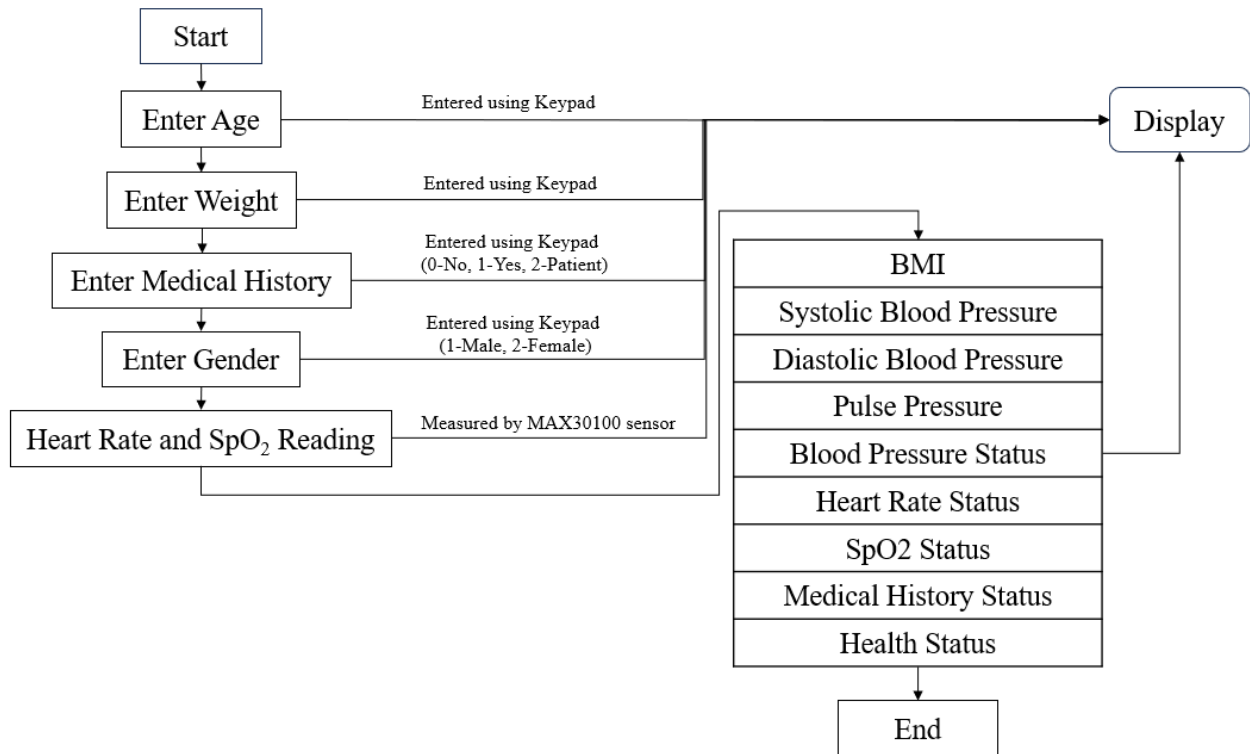 Start
Enter Age
Entered using Keypad
Display
Enter Weight
Entered using Keypad
Enter Medical History
Entered using Keypad
(0-No, 1-Yes, 2-Patient)
Enter Gender
Entered using Keypad
(1-Male, 2-Female)
Heart Rate and SpO₂ Reading
Measured by MAX30100 sensor
BMI
Systolic Blood Pressure
Diastolic Blood Pressure
Pulse Pressure
Blood Pressure Status
Heart Rate Status
SpO2 Status
Medical History Status
Health Status
End